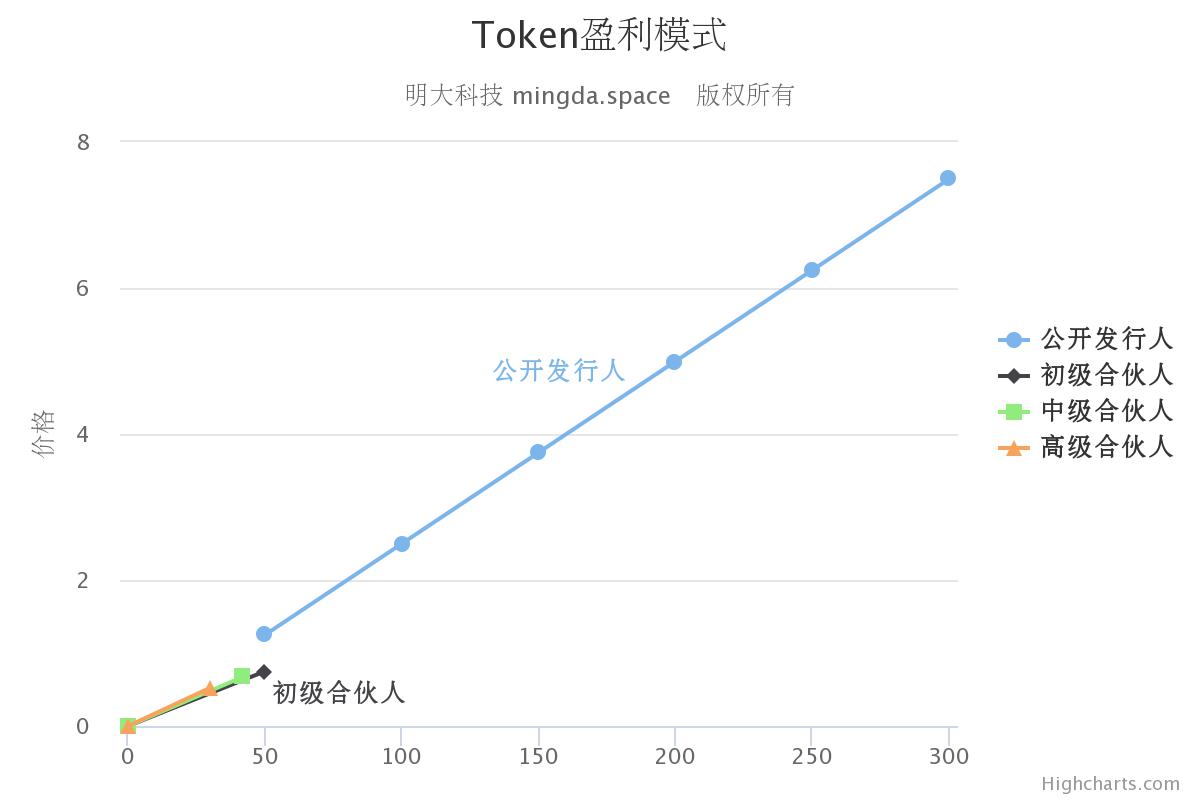 Token盈利模式
明大科技 mingda.space 版权所有
8
6
4
2
0
价格
公开发行人
初级合伙人
0 50 100 150 200 250 300
公开发行人
初级合伙人
中级合伙人
高级合伙人
Highcharts.com